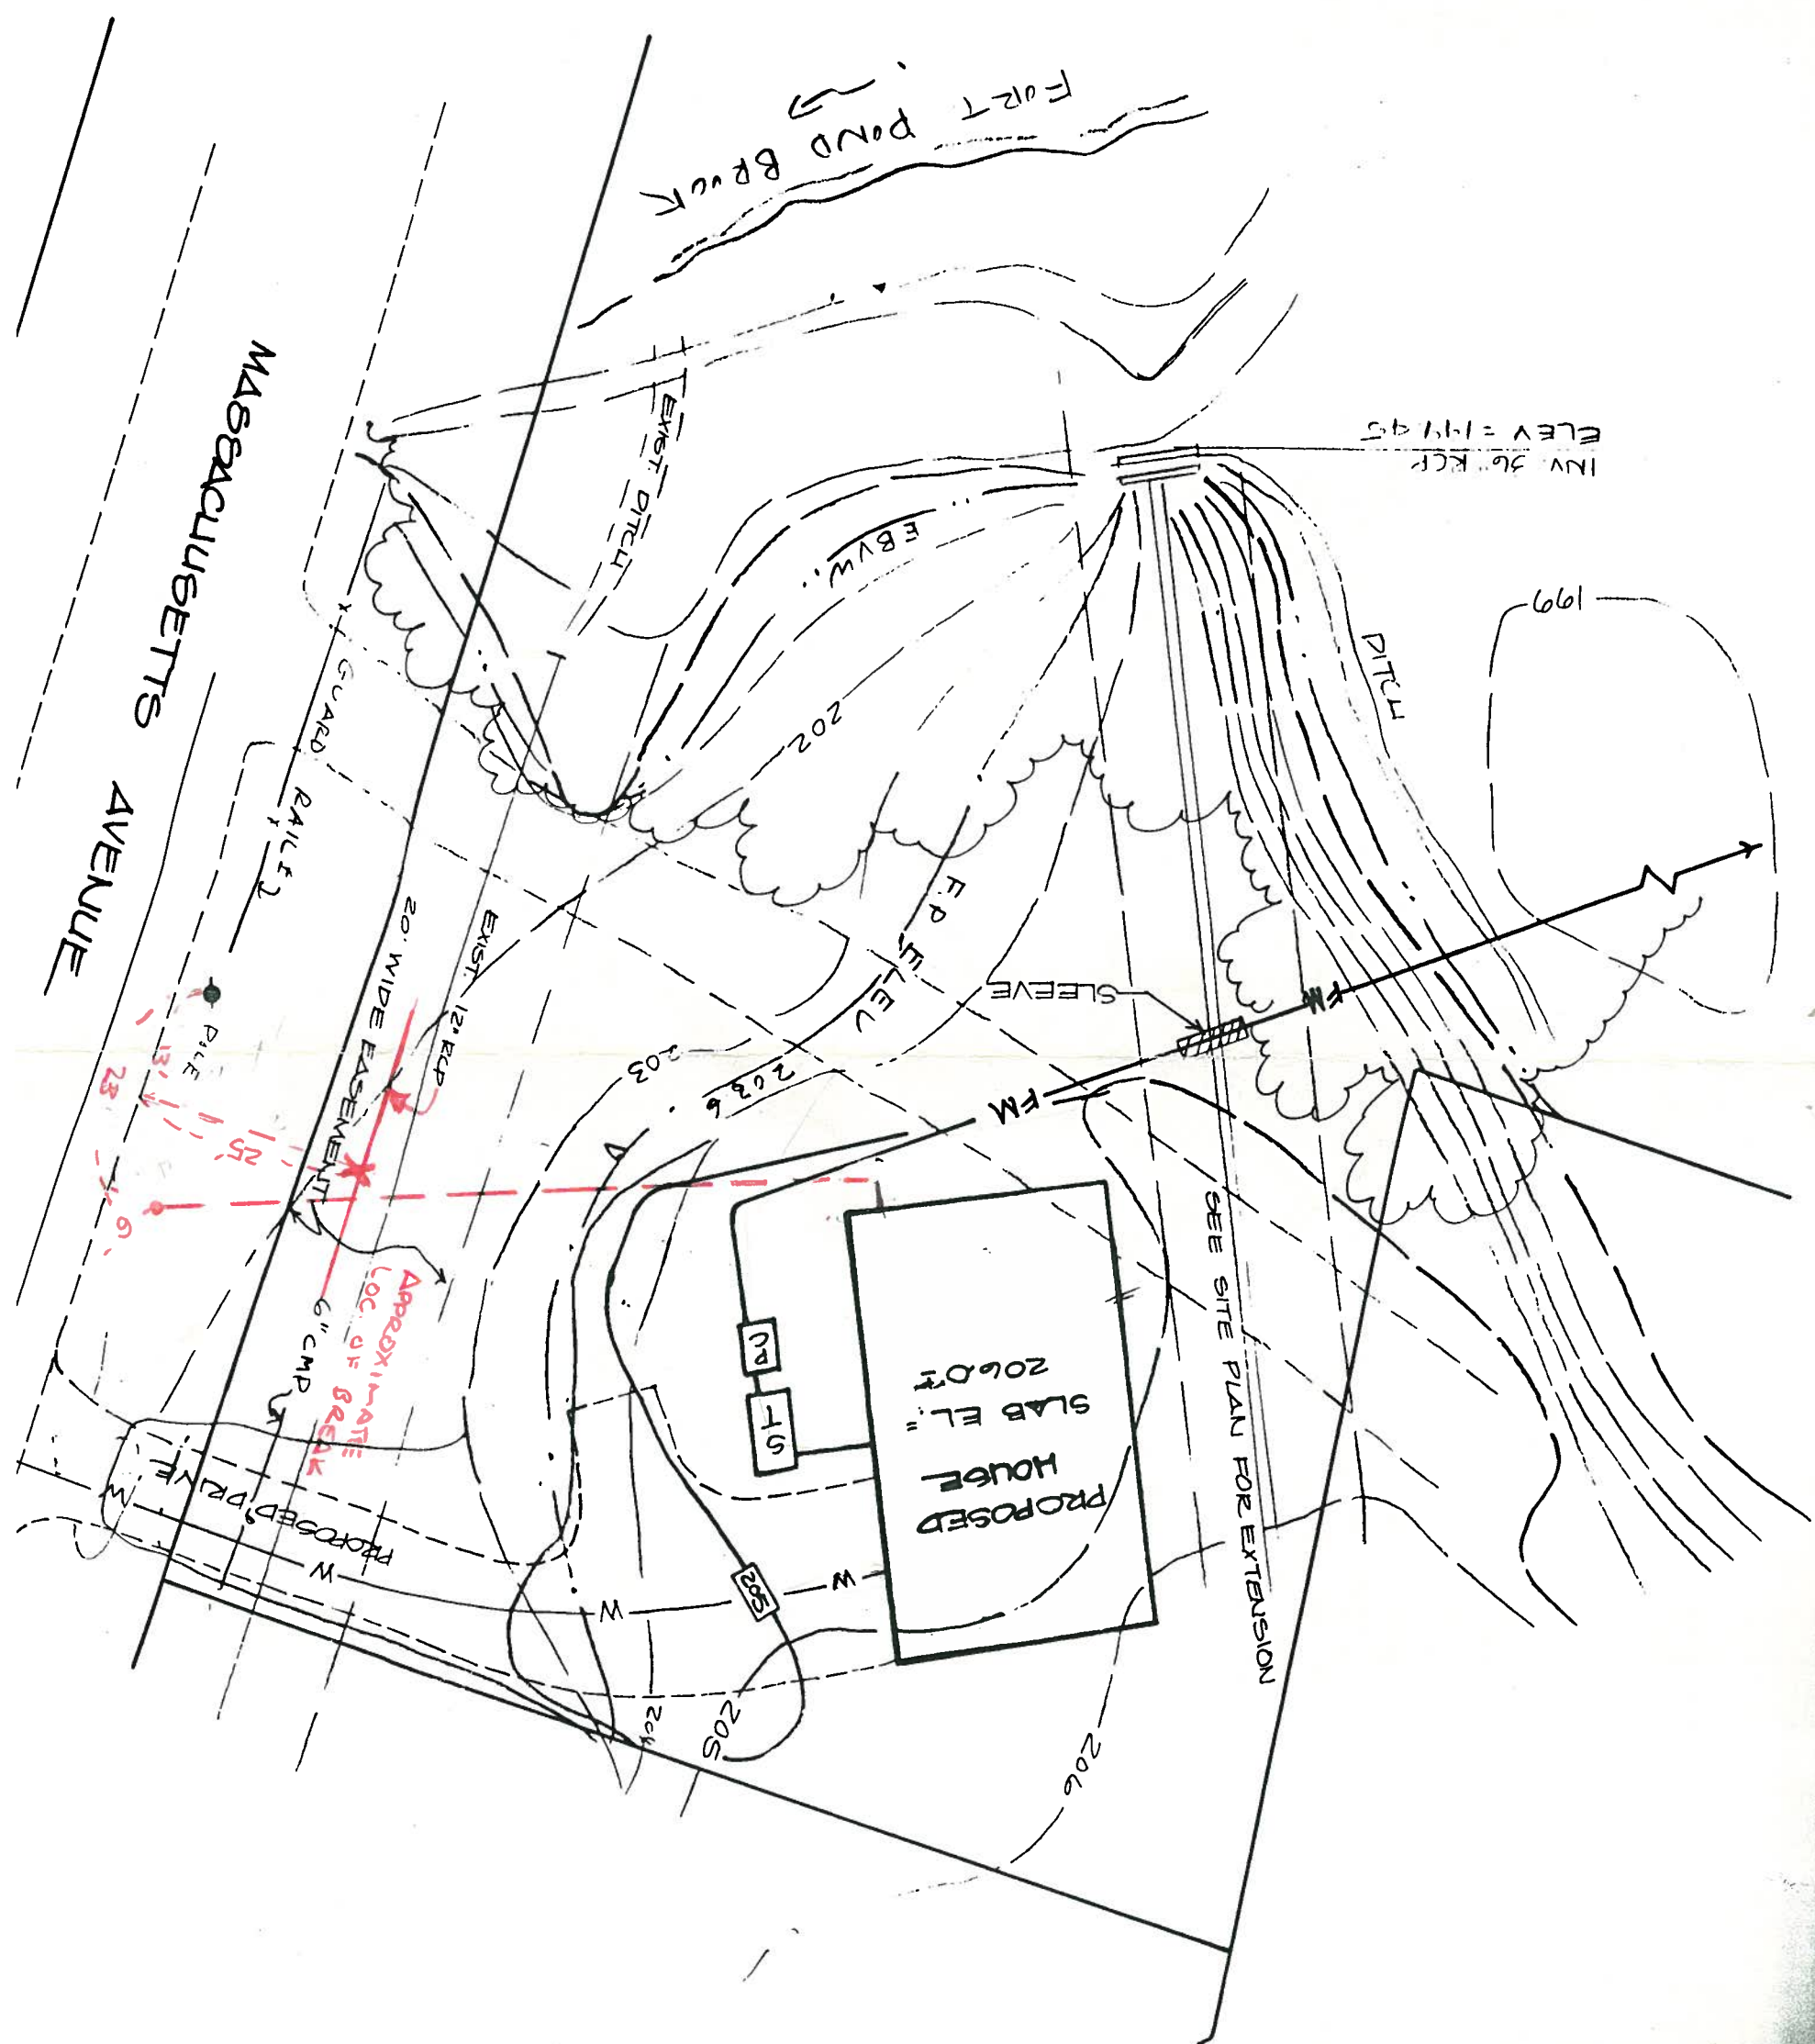 FORT POND BROOK
INV 36" RCP
ELEV = 199.95
199
DITCH
EXIST DITCH
EBVW
202
MASSACHUSETTS AVENUE
GUARD RAIL
F.P. ELEV
203.6
203
SLEEVE
FM
FM
EXIST. 12" RCP
20' WIDE EASEMENT
POLE
13'
23
25'
6'
APPROXIMATE
LOC. OF BREAK
6" CMP
PROPOSED DRIVE
W
W
W
W
PC
ST
PROPOSED
HOUSE
SLAB EL. =
206.0±
SEE SITE PLAN FOR EXTENSION
204
205
206